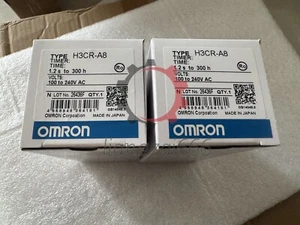 TYPE H3CR-A8
TIMER:
TIME:
1.2 s to 300 h
VOLTS:
100 to 240V AC
N LOT No. 26436F QTY.1
OMRON
OMRON Corporation MADE IN JAPAN
TYPE H3CR-A8
TIMER:
TIME:
1.2 s to 300 h
VOLTS:
100 to 240V AC
N LOT No. 26436F QTY.1
OMRON
OMRON Corporation MADE IN JAPAN